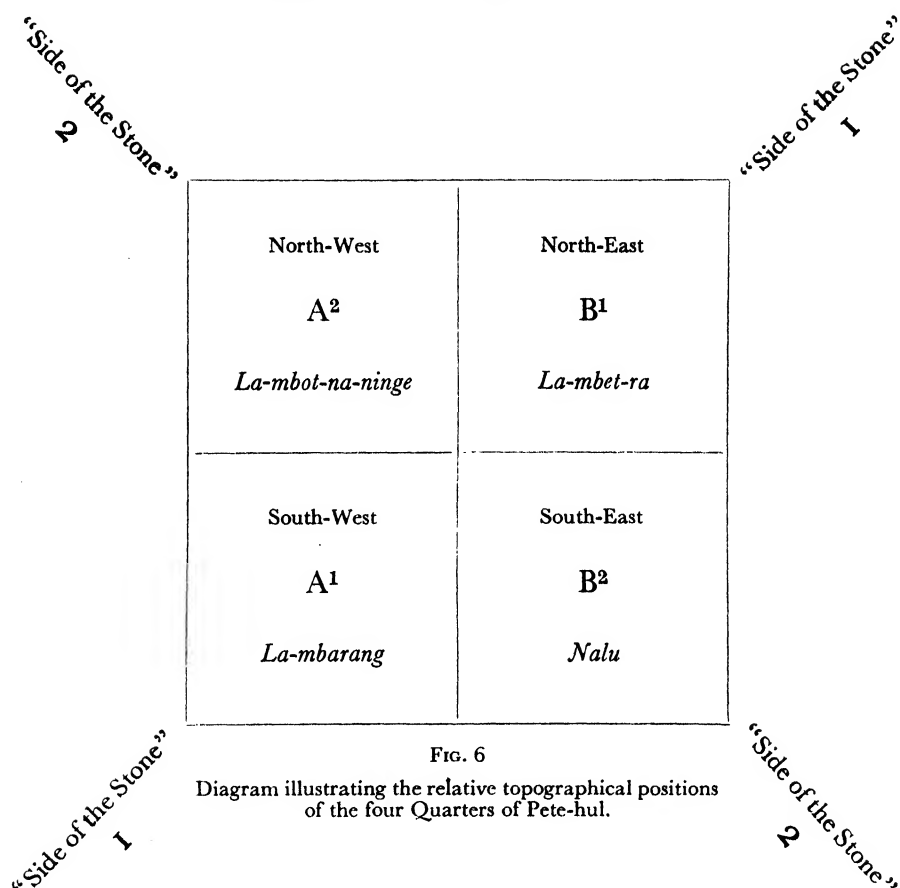 “Side of the Stone”
2
“Side of the Stone”
1
North-West
A²
La-mbot-na-ninge
North-East
B¹
La-mbet-ra
South-West
A¹
La-mbarang
South-East
B²
Nalu
“Side of the Stone”
1
“Side of the Stone”
2
FIG. 6
Diagram illustrating the relative topographical positions
of the four Quarters of Pete-hul.